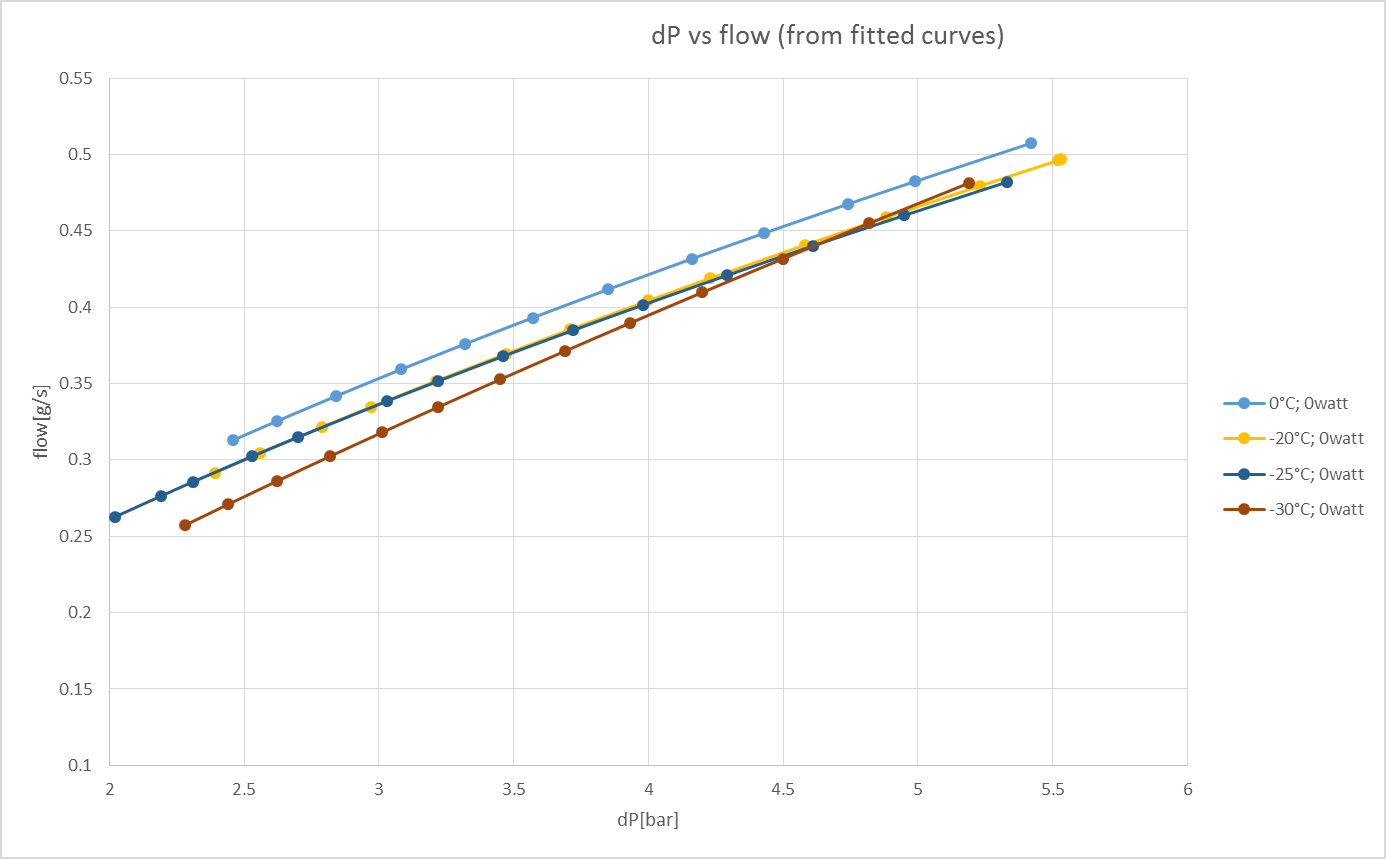 dP vs flow (from fitted curves)
0.55
0.5
0.45
0.4
0.35
0.3
0.25
0.2
0.15
0.1
flow[g/s]
2 2.5 3 3.5 4 4.5 5 5.5 6
dP[bar]
0°C; 0watt
-20°C; 0watt
-25°C; 0watt
-30°C; 0watt